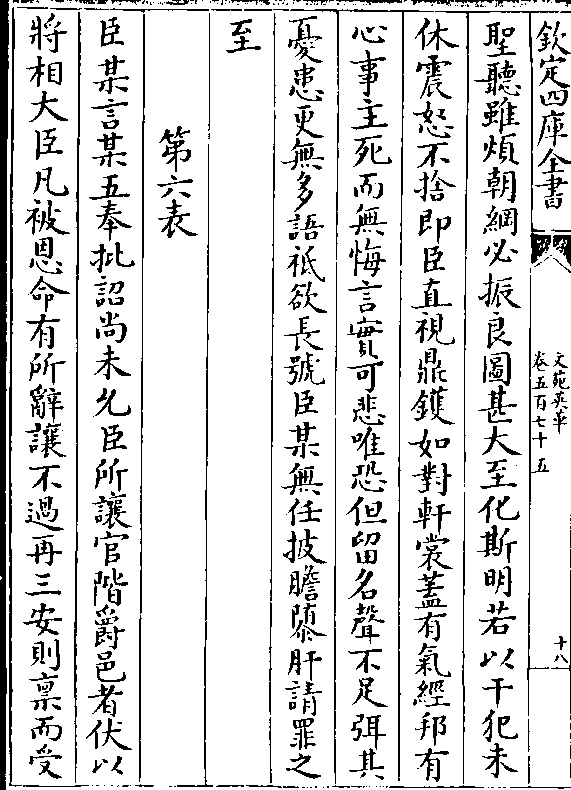 欽定四庫全書
文苑英華
卷五百七十五
十八
聖聽雖煩朝綱必振良圖甚大至化斯明若以干犯未
休震怒不捨即臣直視鼎鑊如對軒裳蓋有氣經邦有
心事主死而無悔言實可悲唯恐但留名聲不足弭其
憂患更無多語祗欲長號臣某無任披膽隳肝請罪之
至
第六表
臣某言某五奉批詔尚未允臣所讓官階爵邑者伏以
將相大臣凡被恩命有所辭讓不過再三安則稟而受